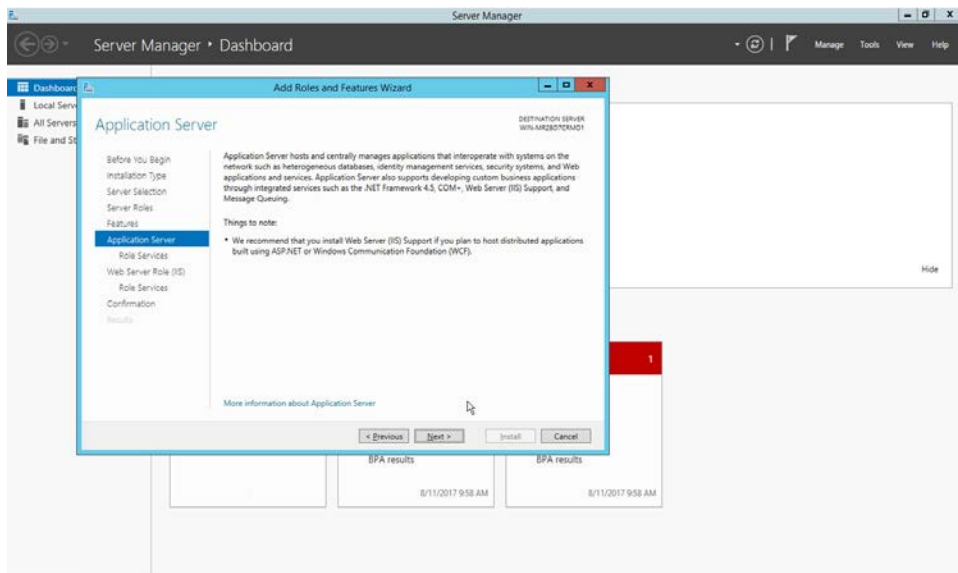 Server Manager
Server Manager • Dashboard
Manage Tools View Help
Dashboard
Local Serv
All Servers
File and St
Add Roles and Features Wizard
Application Server
DESTINATION SERVER
Before You Begin
Installation Type
Server Selection
Server Roles
Features
Application Server
Role Services
Web Server Role (IIS)
Role Services
Confirmation
Results
Application Server hosts and centrally manages applications that interoperate with systems on the
network such as heterogeneous databases, identity management services, security systems, and Web
applications and services. Application Server also supports developing custom business applications
through integrated services such as the .NET Framework 4.5, COM+, Web Server (IIS) Support, and
Message Queuing.
Things to note:
• We recommend that you install Web Server (IIS) Support if you plan to host distributed applications
built using ASP.NET or Windows Communication Foundation (WCF).
More information about Application Server
< Previous Next > Install Cancel
Hide
1
BPA results
8/11/2017 9:58 AM
BPA results
8/11/2017 9:58 AM